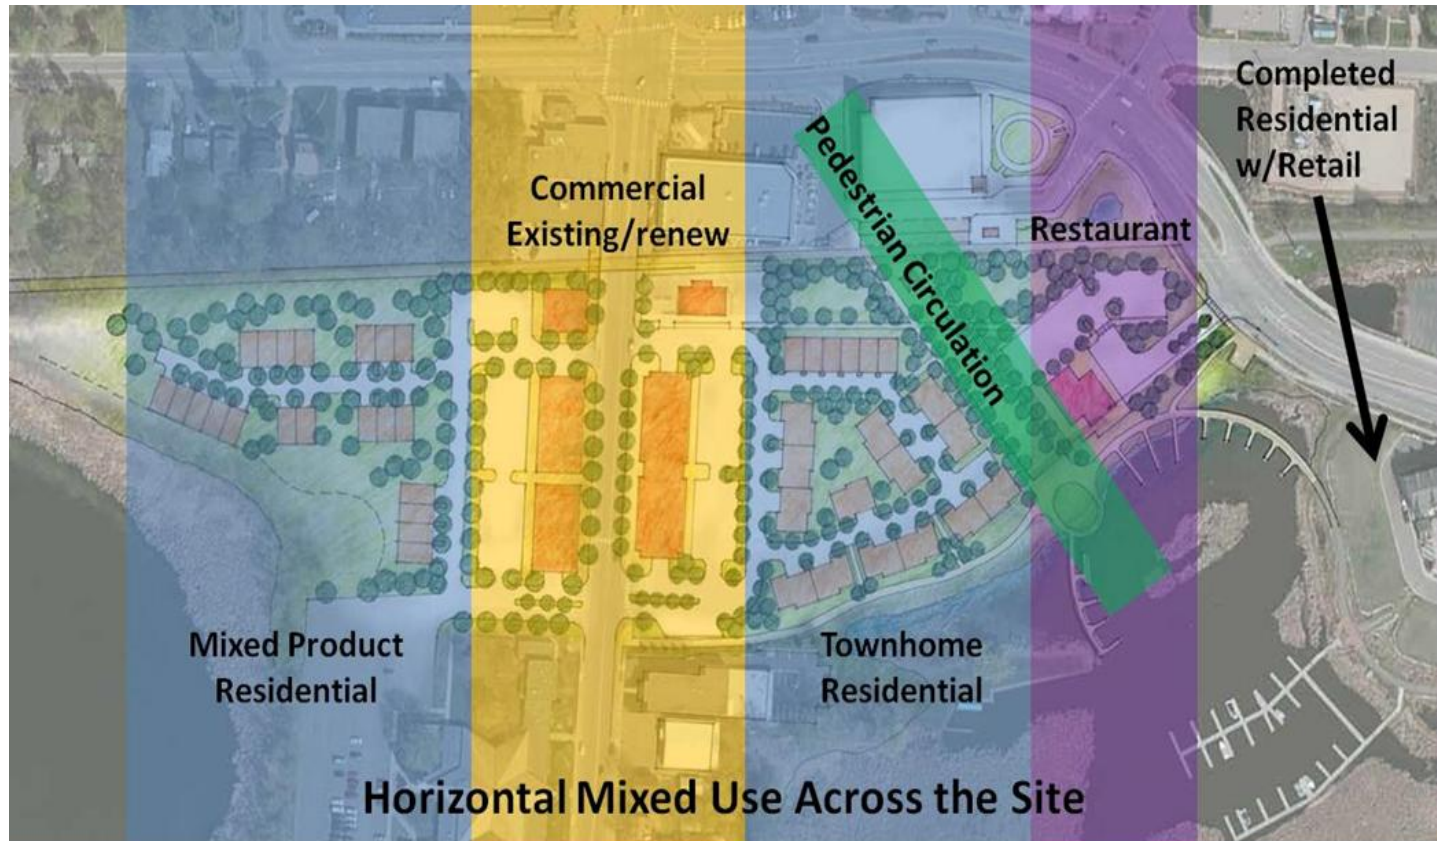 Completed
Residential
w/Retail
Commercial
Existing/renew
Pedestrian Circulation
Restaurant
Mixed Product
Residential
Townhome
Residential
Horizontal Mixed Use Across the Site